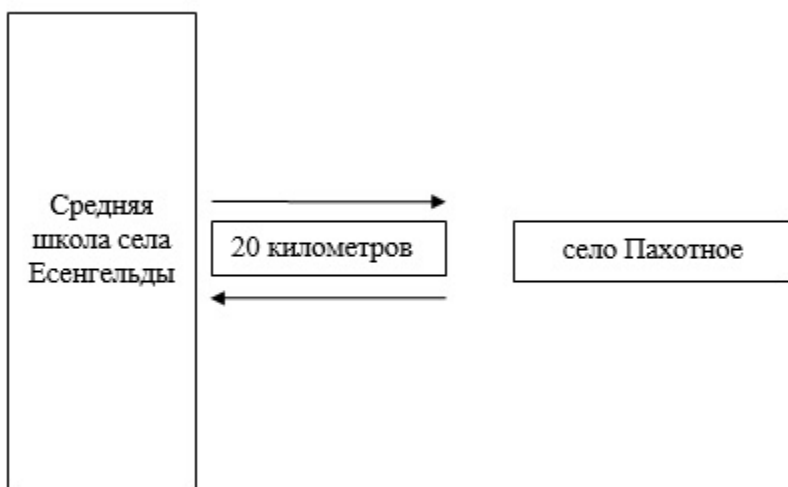 Средняя
школа села
Есенгельды
20 километров
село Пахотное